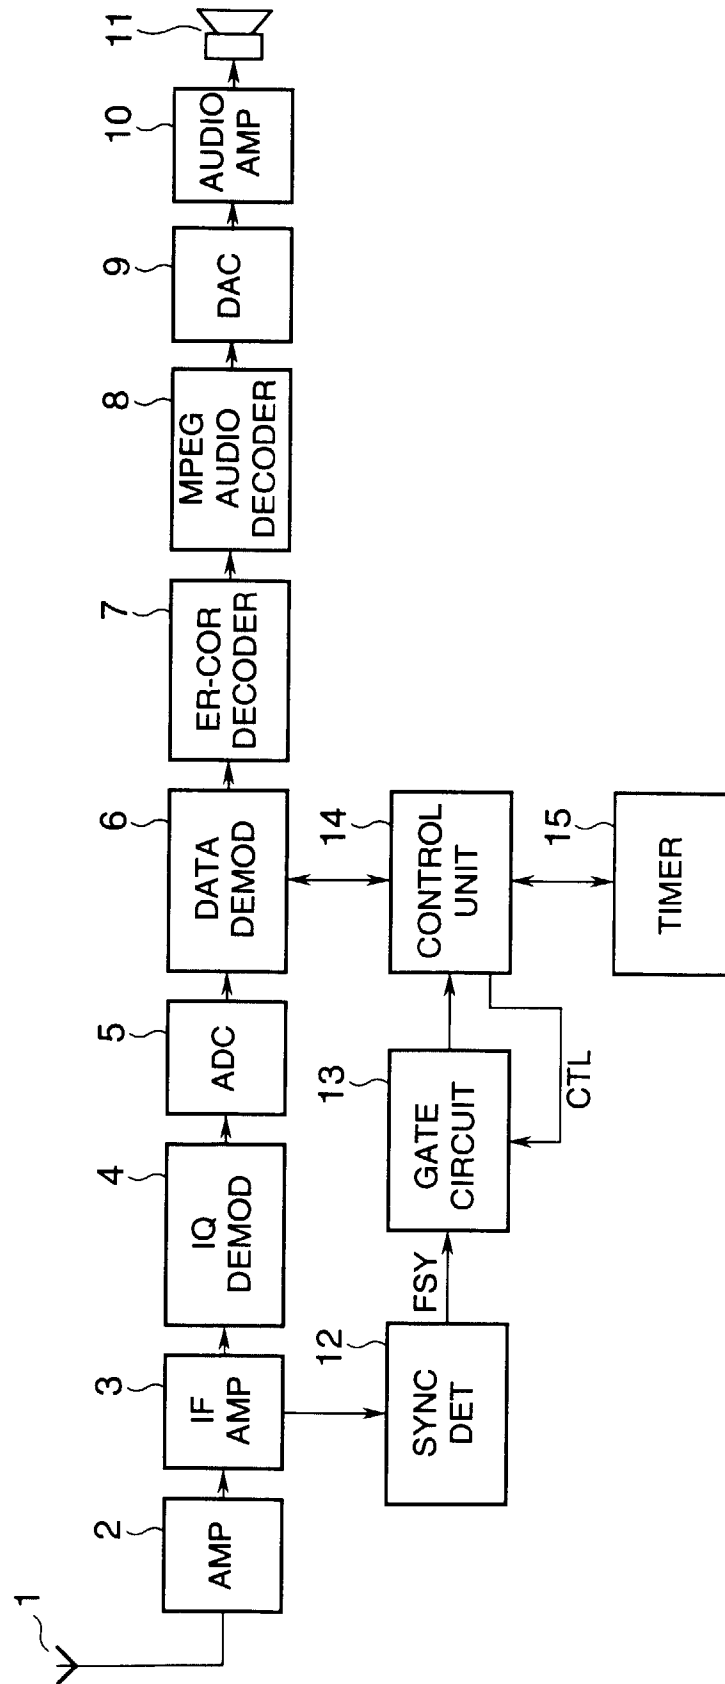 1
2
AMP
3
IF
AMP
4
IQ
DEMOD
5
ADC
6
DATA
DEMOD
7
ER-COR
DECODER
8
MPEG
AUDIO
DECODER
9
DAC
10
AUDIO
AMP
11
12
SYNC
DET
FSY
13
GATE
CIRCUIT
CTL
14
CONTROL
UNIT
15
TIMER